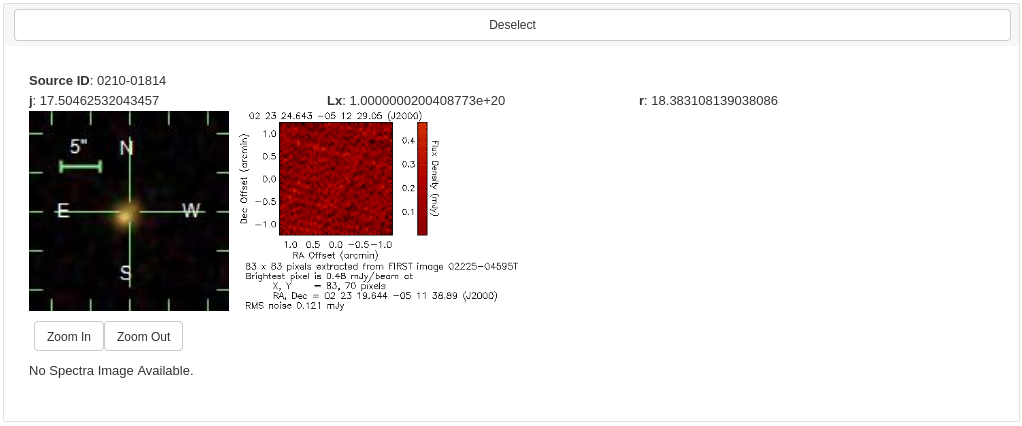 Deselect
Source ID: 0210-01814
j: 17.50462532043457 Lx: 1.0000000200408773e+20 r: 18.383108139038086
5"
N
E W
S
02 23 24.643 -05 12 29.05 (J2000)
Dec Offset (arcmin)
1.0
0.5
0.0
-0.5
-1.0
1.0 0.5 0.0 -0.5 -1.0
RA Offset (arcmin)
0.4
0.3
0.2
0.1
Flux Density (mJy)
83 x 83 pixels extracted from FIRST image 02225-04595T
Brightest pixel is 0.48 mJy/beam at
X, Y = 83, 70 pixels
RA, Dec = 02 23 19.644 -05 11 38.89 (J2000)
RMS noise 0.121 mJy
Zoom In Zoom Out
No Spectra Image Available.